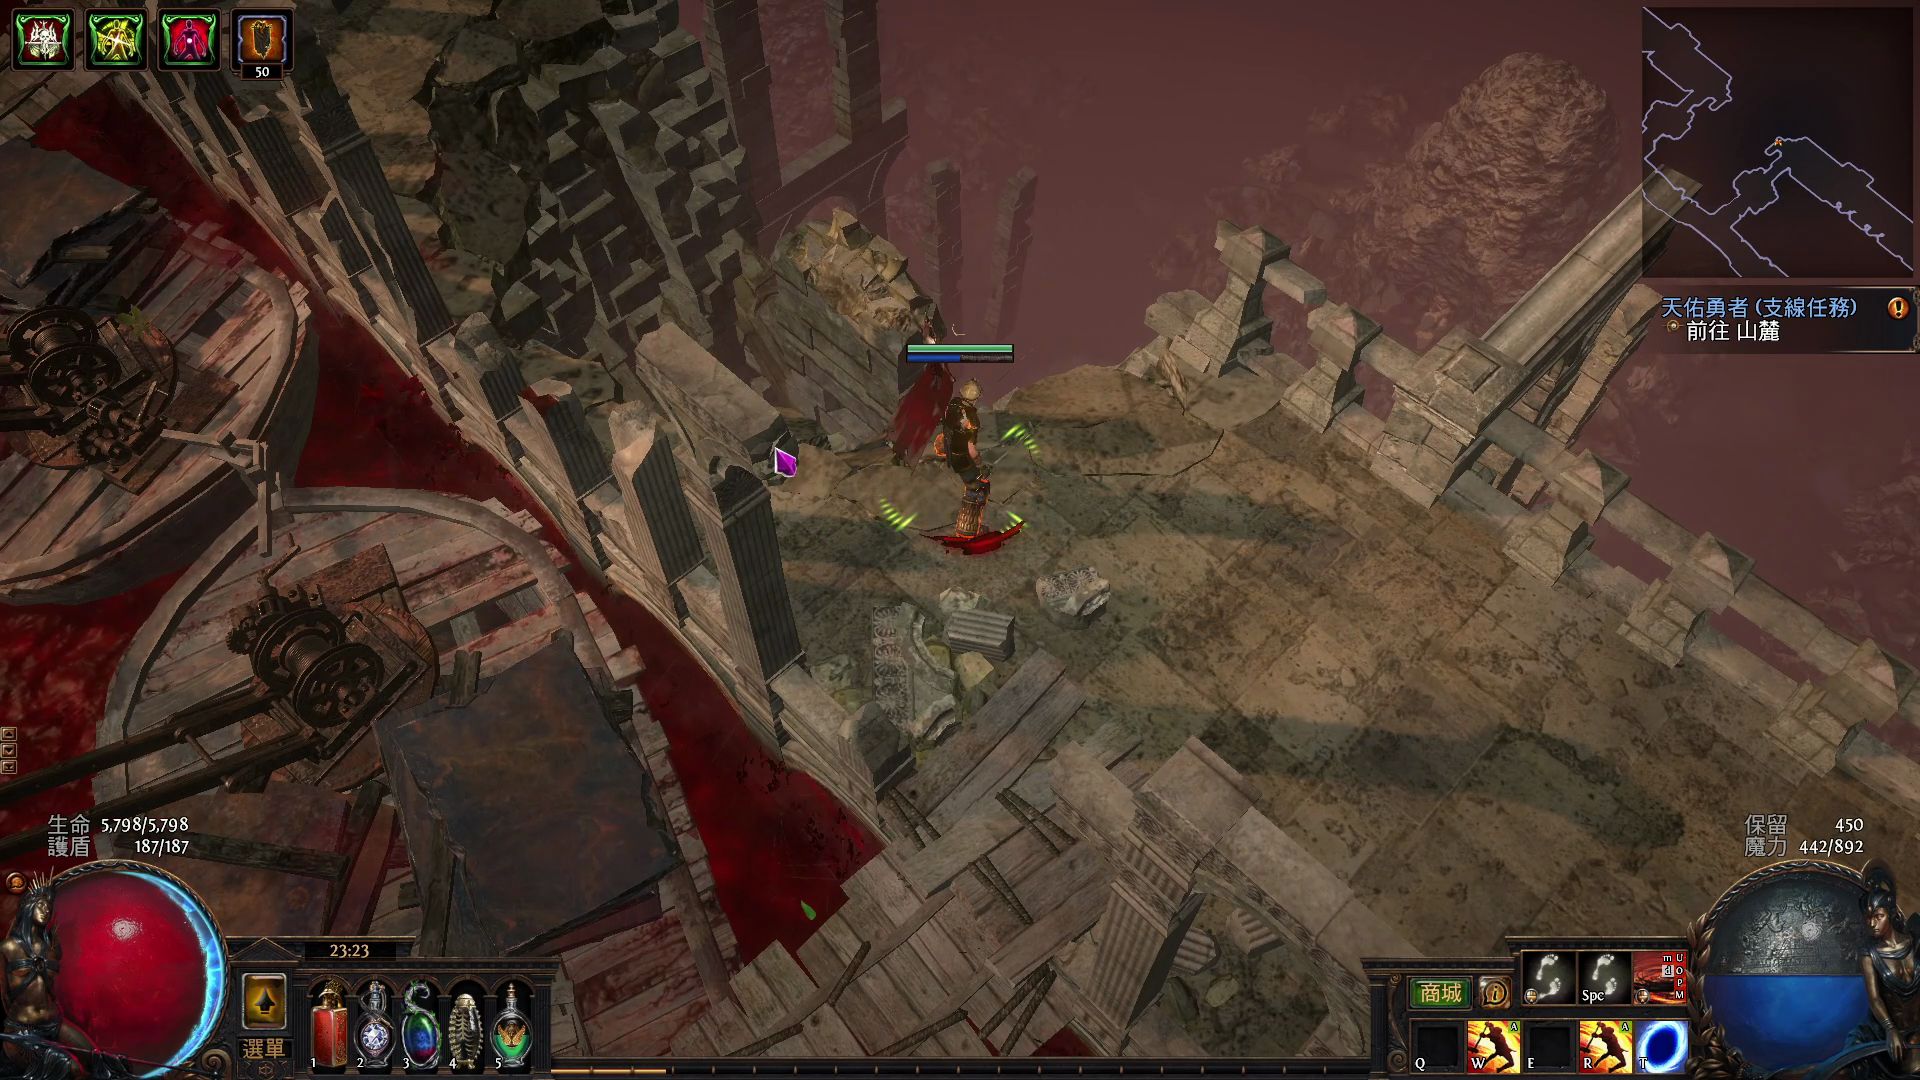 50
天佑勇者 (支線任務)
前往 山麓
生命 5,798/5,798
護盾 187/187
保留 450
魔力 442/892
23:23
選單
1 2 3 4 5
商城
Spc
Q W A E R A T